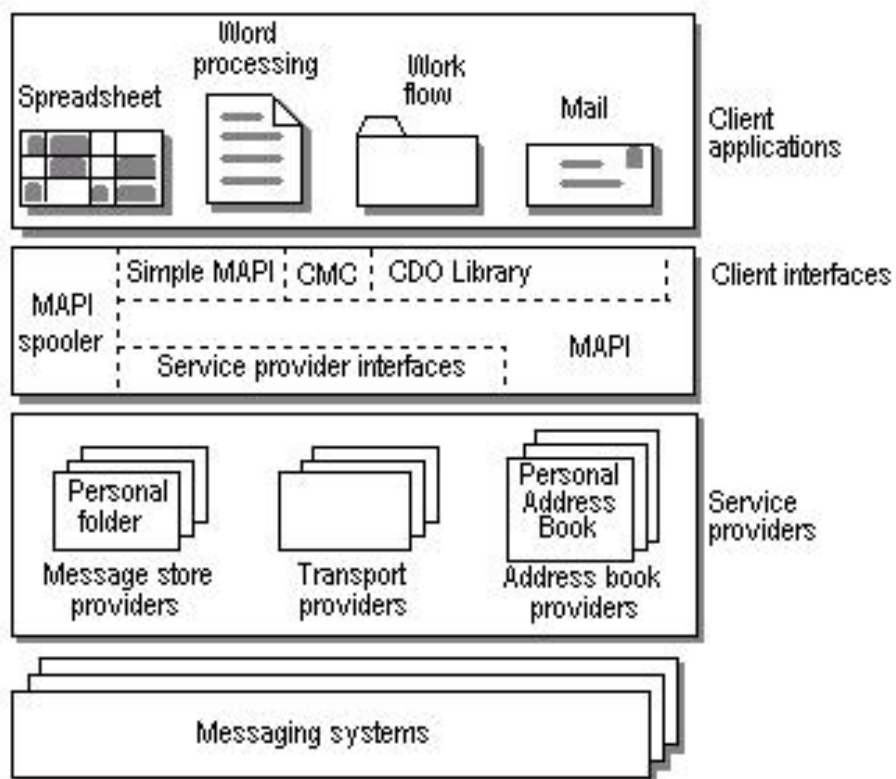 Word
processing
Spreadsheet
Work
flow
Mail
Client
applications
Simple MAPI
CMC
CDO Library
Client interfaces
MAPI
spooler
MAPI
Service provider interfaces
Personal
folder
Personal
Address
Book
Service
providers
Message store
providers
Transport
providers
Address book
providers
Messaging systems